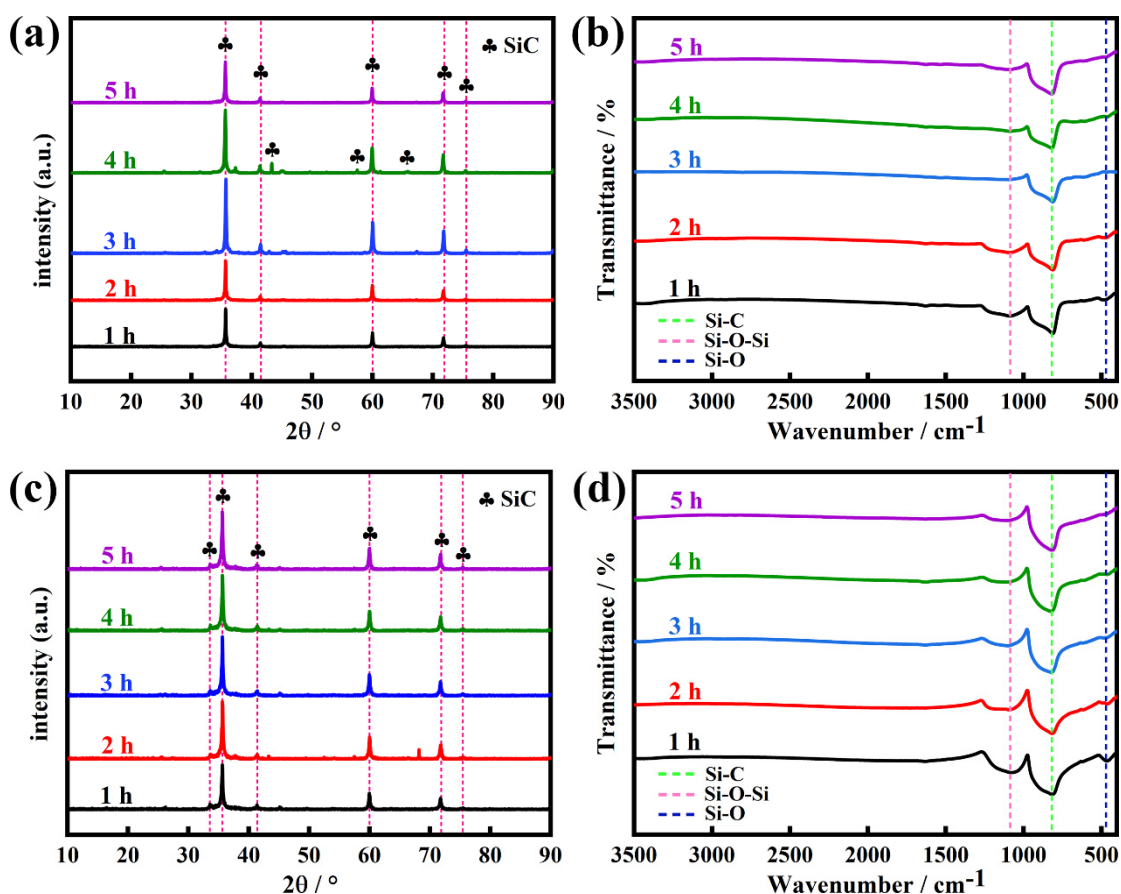 (a)
♣ SiC
5 h
4 h
3 h
2 h
1 h
intensity (a.u.)
10 20 30 40 50 60 70 80 90
2θ / °
(b)
5 h
4 h
3 h
2 h
1 h
Si-C
Si-O-Si
Si-O
Transmittance / %
3500 3000 2500 2000 1500 1000 500
Wavenumber / cm-1
(c)
♣ SiC
5 h
4 h
3 h
2 h
1 h
intensity (a.u.)
10 20 30 40 50 60 70 80 90
2θ / °
(d)
5 h
4 h
3 h
2 h
1 h
Si-C
Si-O-Si
Si-O
Transmittance / %
3500 3000 2500 2000 1500 1000 500
Wavenumber / cm-1